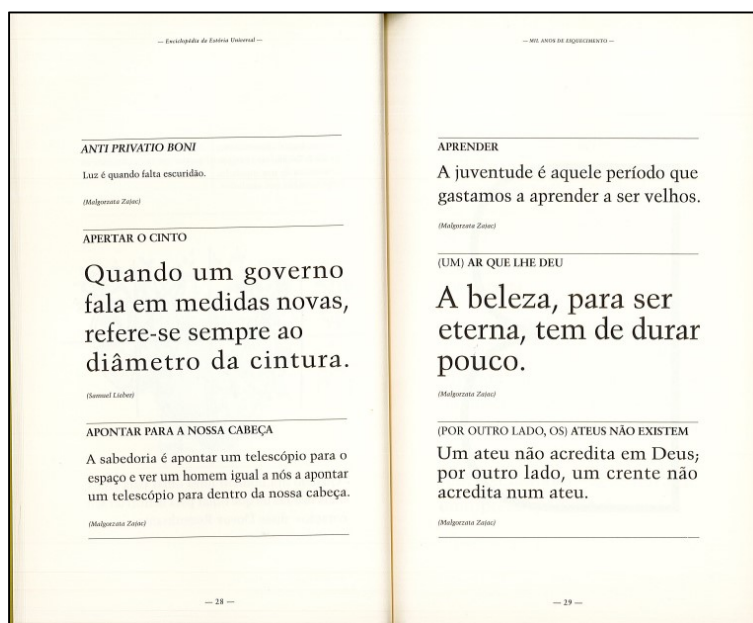 — Enciclopédia da Estória Universal —
ANTI PRIVATIO BONI
Luz é quando falta escuridão.
(Malgorzata Zajac)
APERTAR O CINTO
Quando um governo
fala em medidas novas,
refere-se sempre ao
diâmetro da cintura.
(Samuel Lieber)
APONTAR PARA A NOSSA CABEÇA
A sabedoria é apontar um telescópio para o
espaço e ver um homem igual a nós a apontar
um telescópio para dentro da nossa cabeça.
(Malgorzata Zajac)
— 28 —
— MIL ANOS DE ESQUECIMENTO —
APRENDER
A juventude é aquele período que
gastamos a aprender a ser velhos.
(Malgorzata Zajac)
(UM) AR QUE LHE DEU
A beleza, para ser
eterna, tem de durar
pouco.
(Malgorzata Zajac)
(POR OUTRO LADO, OS) ATEUS NÃO EXISTEM
Um ateu não acredita em Deus;
por outro lado, um crente não
acredita num ateu.
(Malgorzata Zajac)
— 29 —